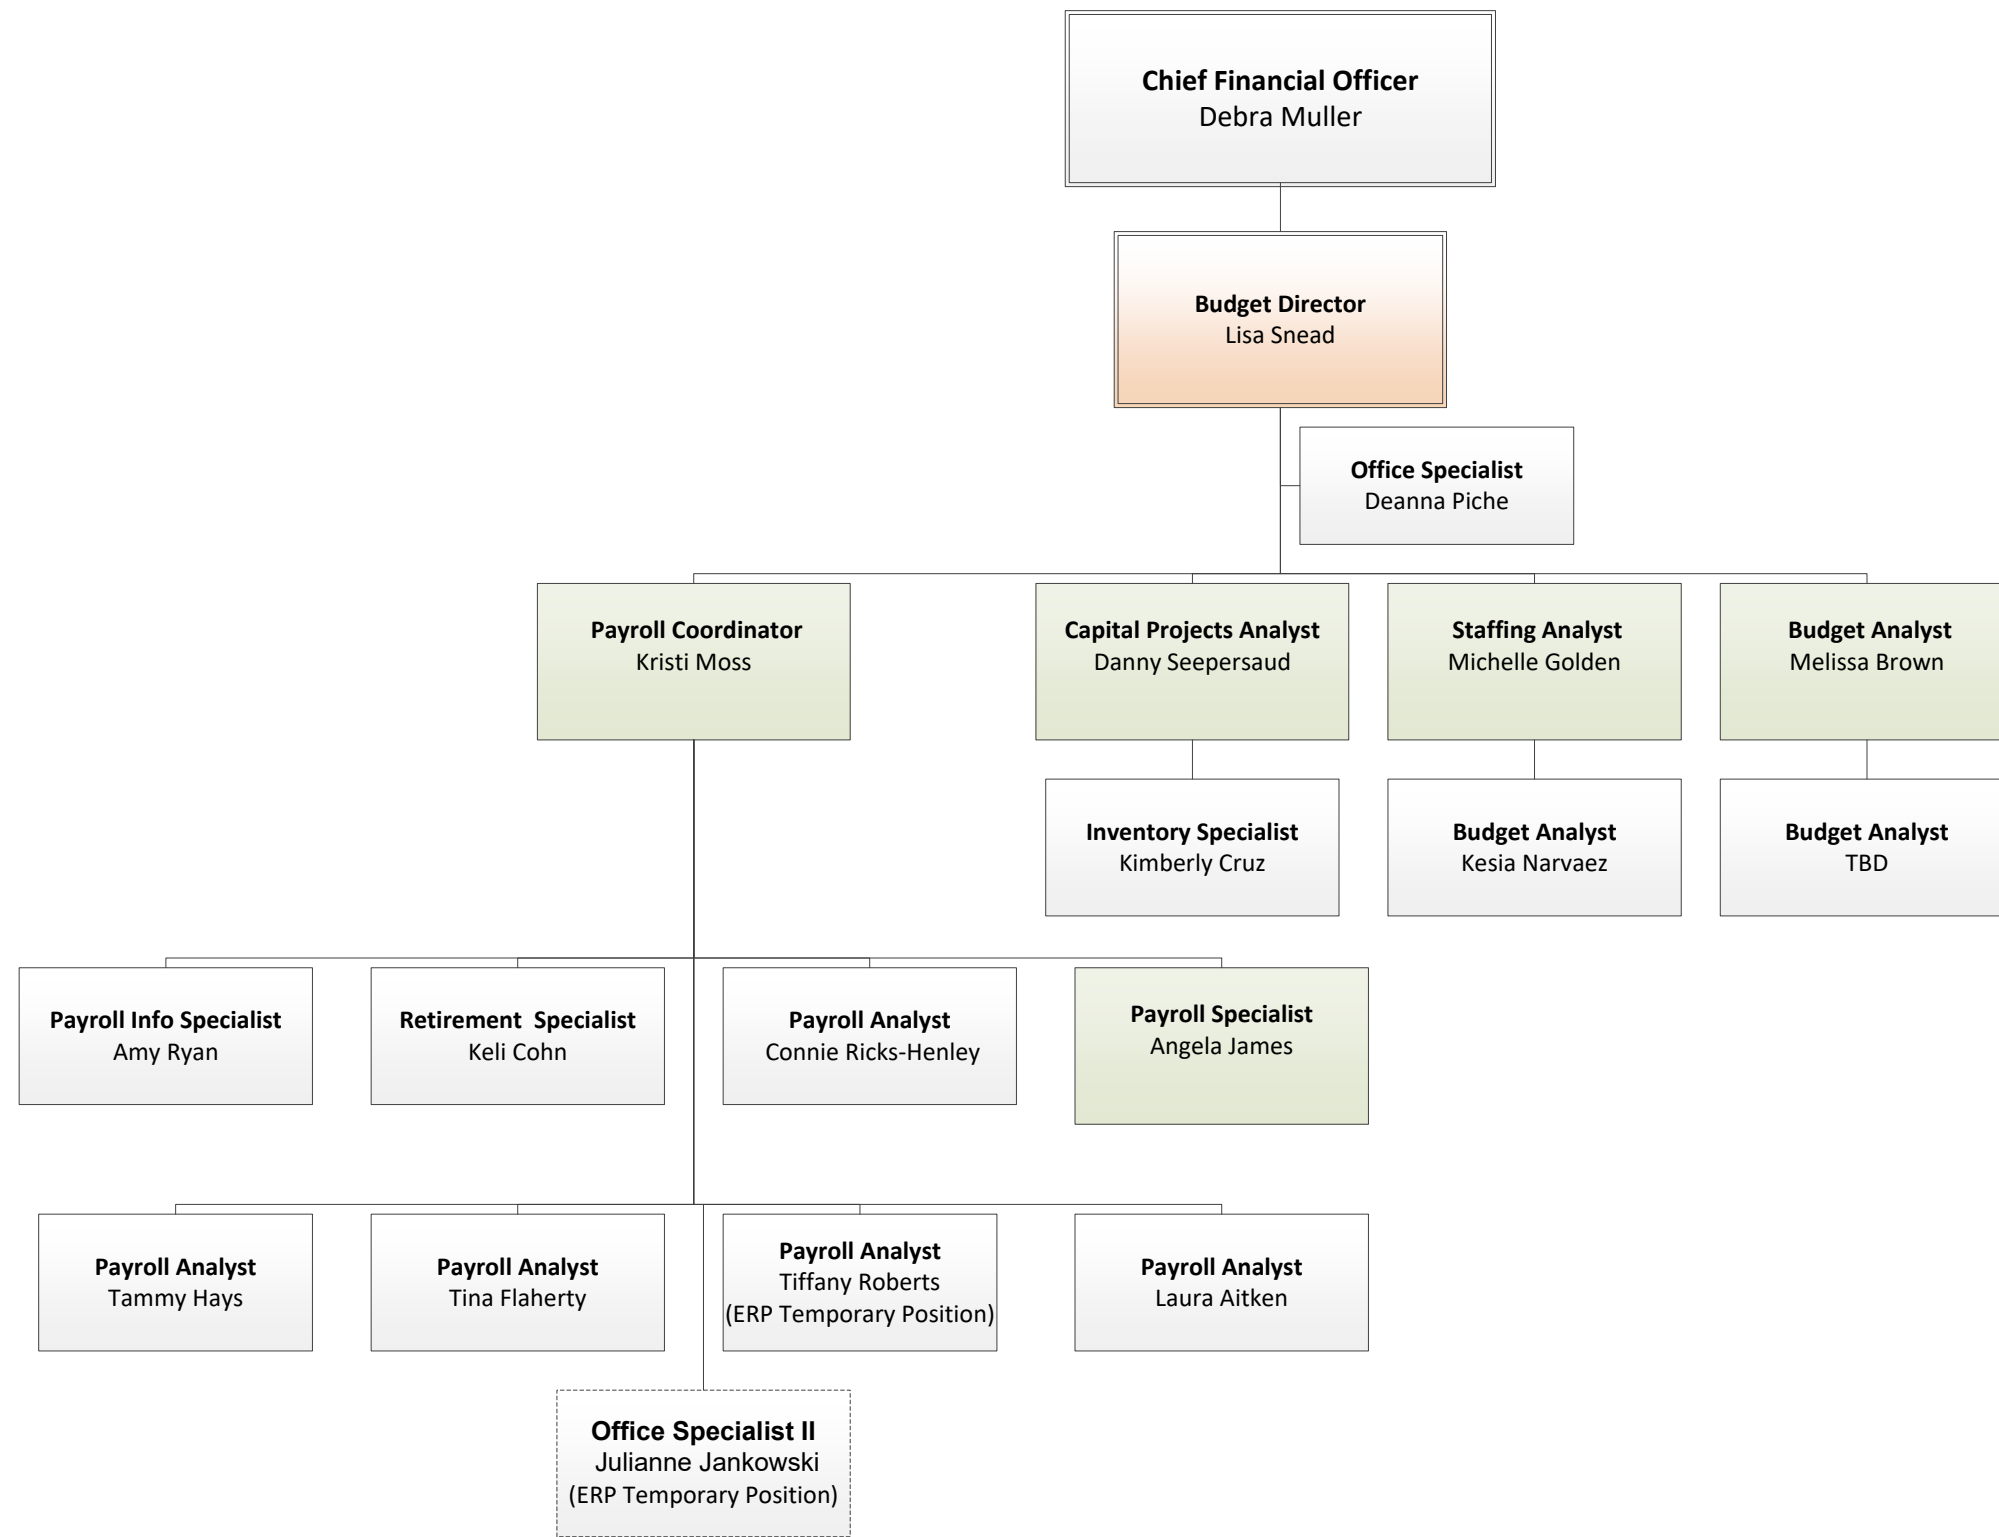 Chief Financial Officer
Debra Muller
Budget Director
Lisa Snead
Office Specialist
Deanna Piche
Payroll Coordinator
Kristi Moss
Capital Projects Analyst
Danny Seepersaud
Staffing Analyst
Michelle Golden
Budget Analyst
Melissa Brown
Inventory Specialist
Kimberly Cruz
Budget Analyst
Kesia Narvaez
Budget Analyst
TBD
Payroll Info Specialist
Amy Ryan
Retirement  Specialist
Keli Cohn
Payroll Analyst
Connie Ricks-Henley
Payroll Specialist
Angela James
Payroll Analyst
Tammy Hays
Payroll Analyst
Tina Flaherty
Payroll Analyst
Tiffany Roberts
(ERP Temporary Position)
Payroll Analyst
Laura Aitken
Office Specialist II
Julianne Jankowski
(ERP Temporary Position)